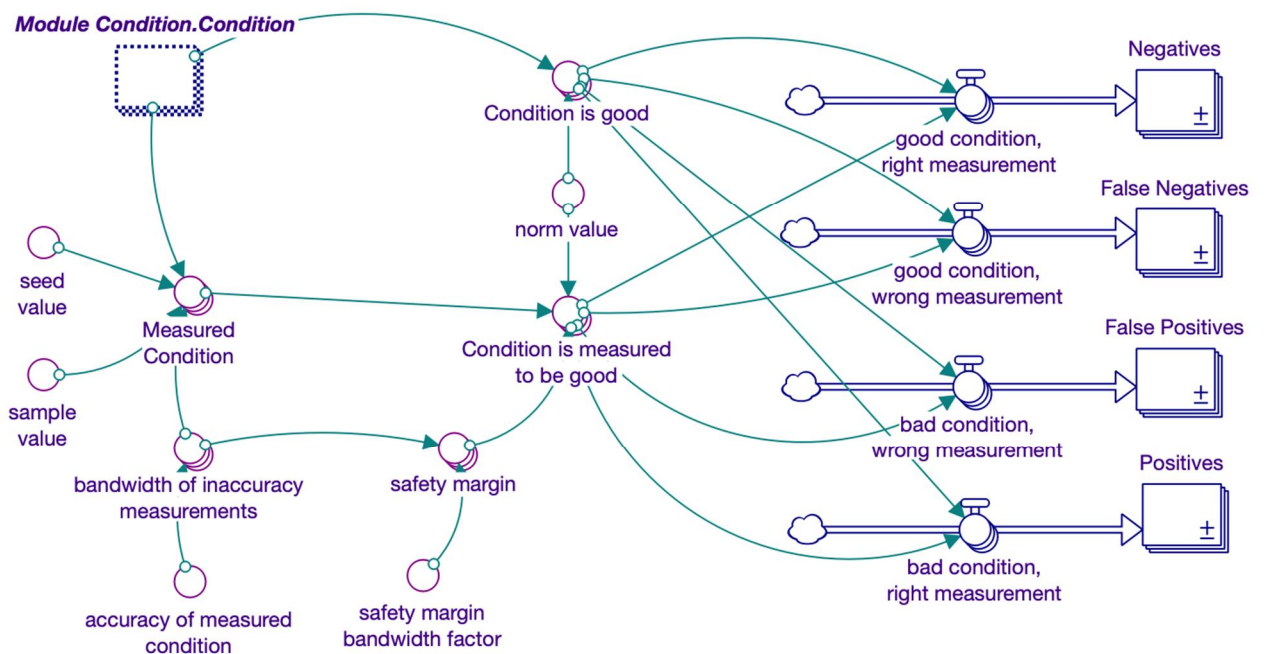 Module Condition.Condition
Negatives
Condition is good
good condition,
right measurement
False Negatives
norm value
seed
value
good condition,
wrong measurement
Measured
Condition
Condition is measured
to be good
False Positives
sample
value
bad condition,
wrong measurement
Positives
bandwidth of inaccuracy
measurements
safety margin
bad condition,
right measurement
accuracy of measured
condition
safety margin
bandwidth factor